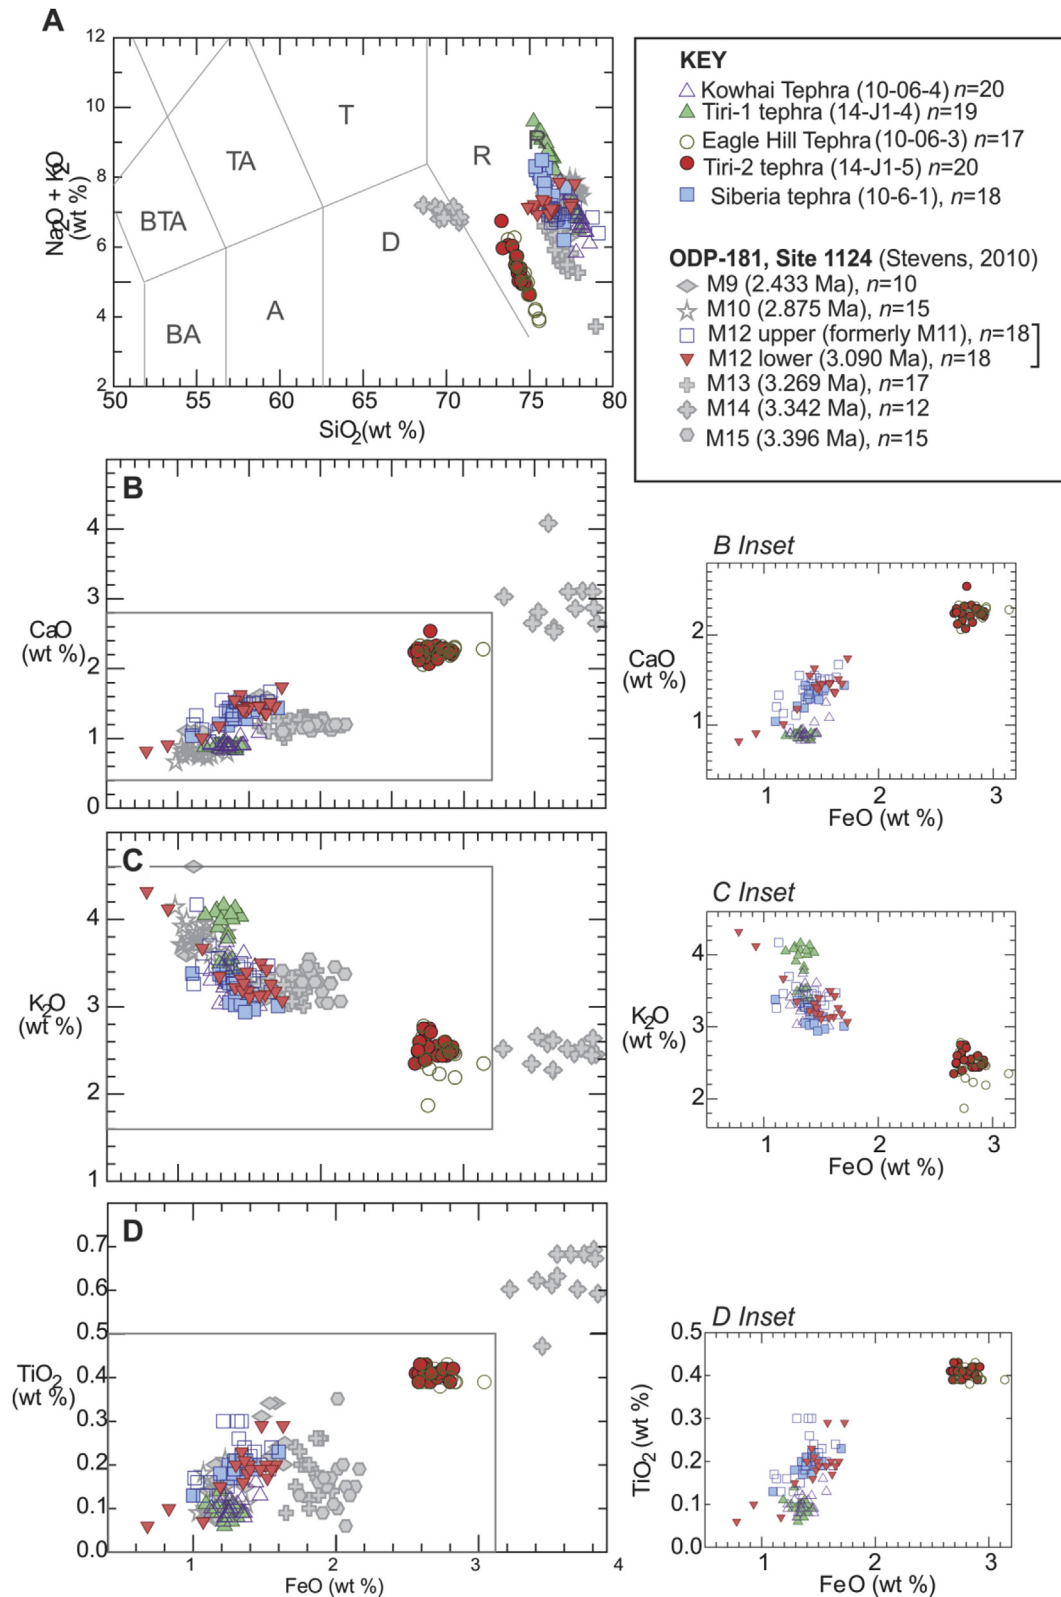 A
12
10
8
6
4
2
Na2O + K2O
(wt %)
T
TA
BTA
BA
A
D
R
R
50
55
60
65
70
75
80
SiO2(wt %)
KEY
Kowhai Tephra (10-06-4) n=20
Tiri-1 tephra (14-J1-4) n=19
Eagle Hill Tephra (10-06-3) n=17
Tiri-2 tephra (14-J1-5) n=20
Siberia tephra (10-6-1), n=18
ODP-181, Site 1124 (Stevens, 2010)
M9 (2.433 Ma), n=10
M10 (2.875 Ma), n=15
M12 upper (formerly M11), n=18
M12 lower (3.090 Ma), n=18
M13 (3.269 Ma), n=17
M14 (3.342 Ma), n=12
M15 (3.396 Ma), n=15
B
4
3
2
1
0
CaO
(wt %)
B Inset
2
1
CaO
(wt %)
1
2
3
FeO (wt %)
C
4
3
2
1
K2O
(wt %)
C Inset
4
3
2
K2O
(wt %)
1
2
3
FeO (wt %)
D
0.7
0.6
0.5
0.4
0.3
0.2
0.1
0.0
TiO2
(wt %)
1
2
3
4
FeO (wt %)
D Inset
0.5
0.4
0.3
0.2
0.1
0.0
TiO2 (wt %)
1
2
3
FeO (wt %)